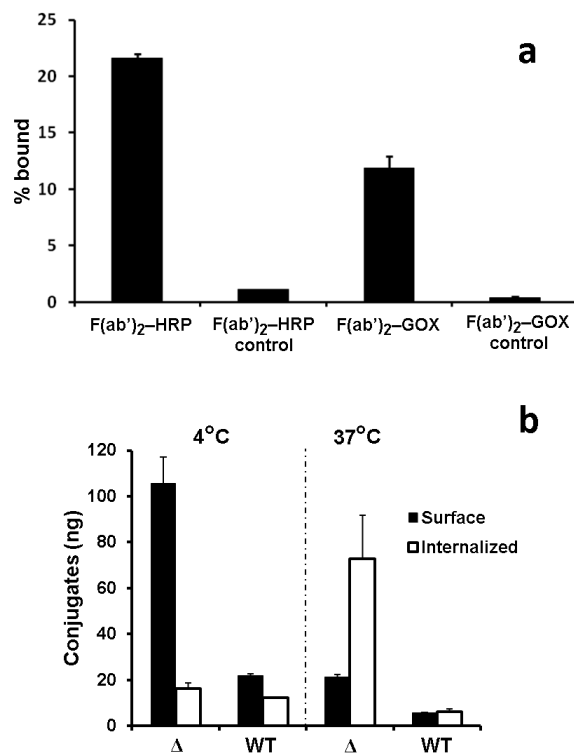 a
25
20
15
10
5
0
% bound
F(ab')2–HRP
F(ab')2–HRP
control
F(ab')2–GOX
F(ab')2–GOX
control
b
4°C
37°C
120
100
80
60
40
20
0
Conjugates (ng)
Surface
Internalized
Δ
WT
Δ
WT